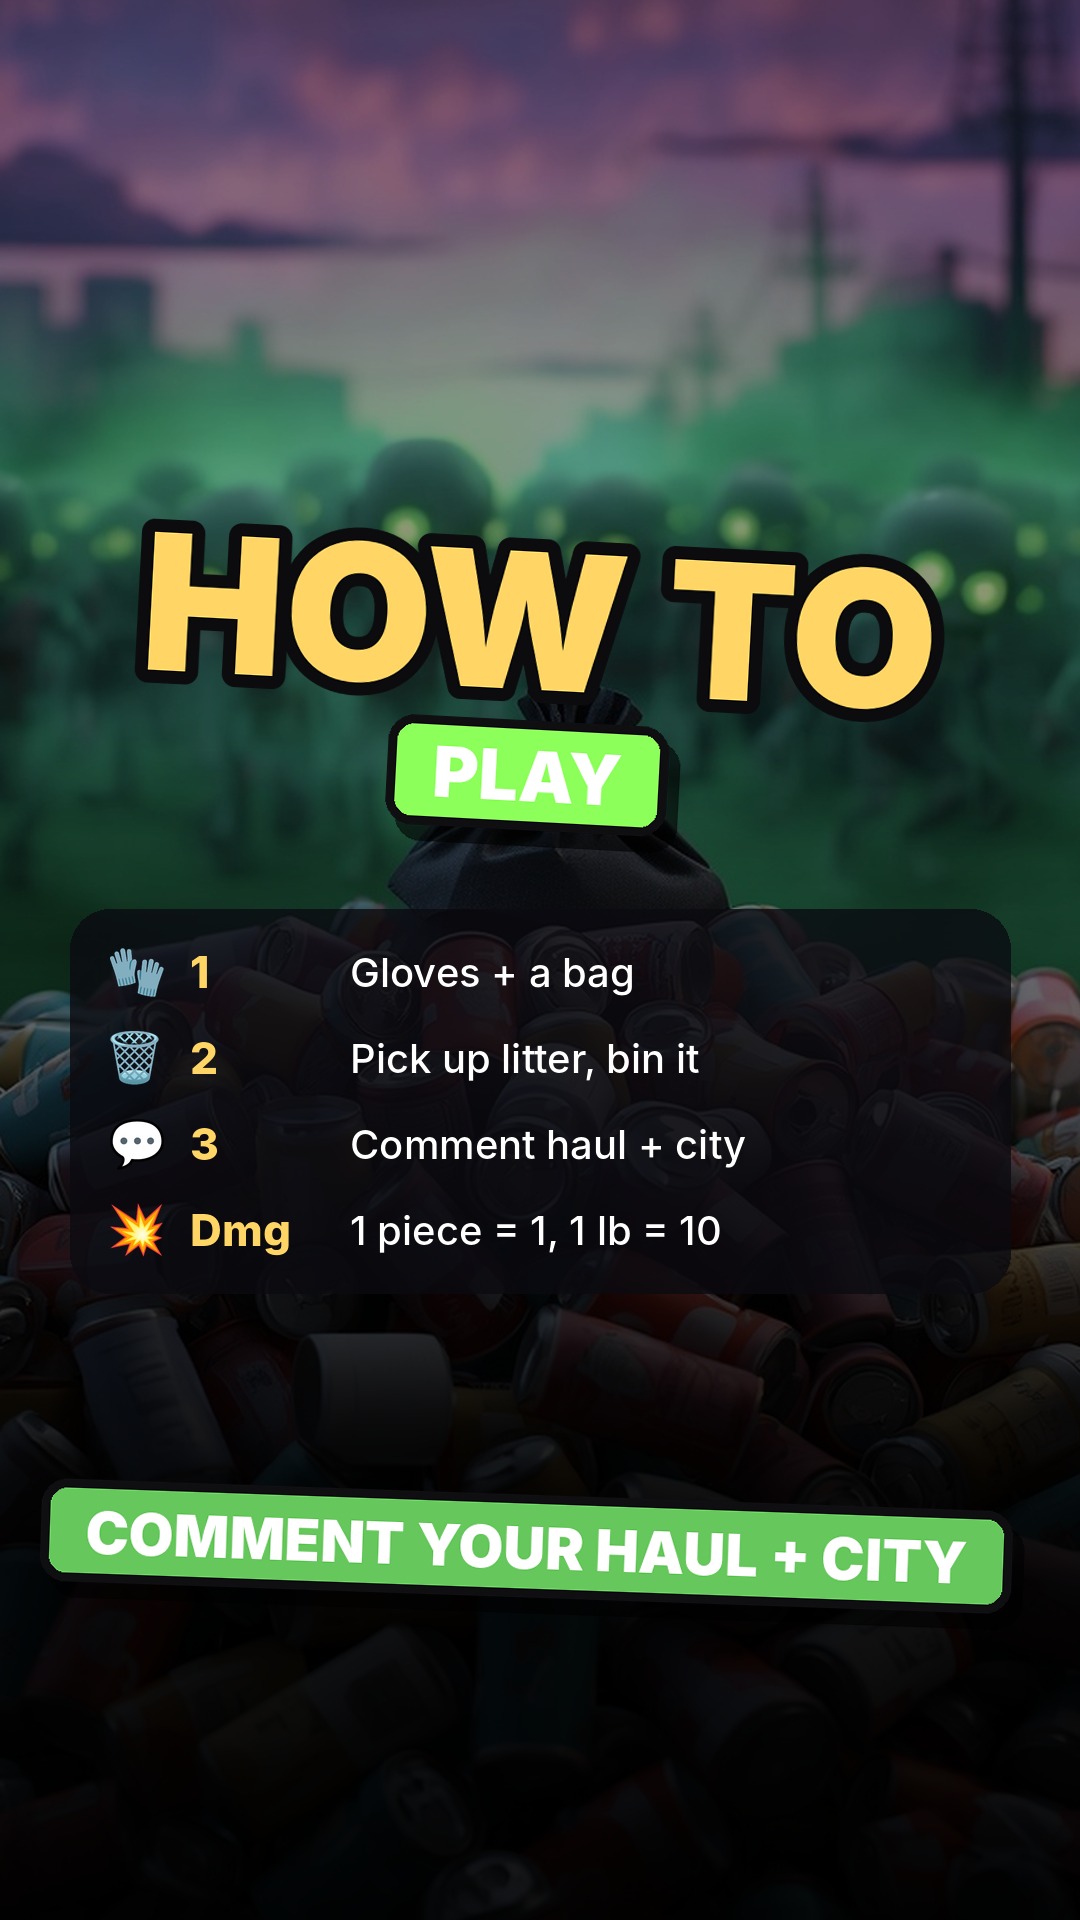 HOW TO
PLAY
🧤 1 Gloves + a bag
🗑️ 2 Pick up litter, bin it
💬 3 Comment haul + city
💥 Dmg 1 piece = 1, 1 lb = 10
COMMENT YOUR HAUL + CITY